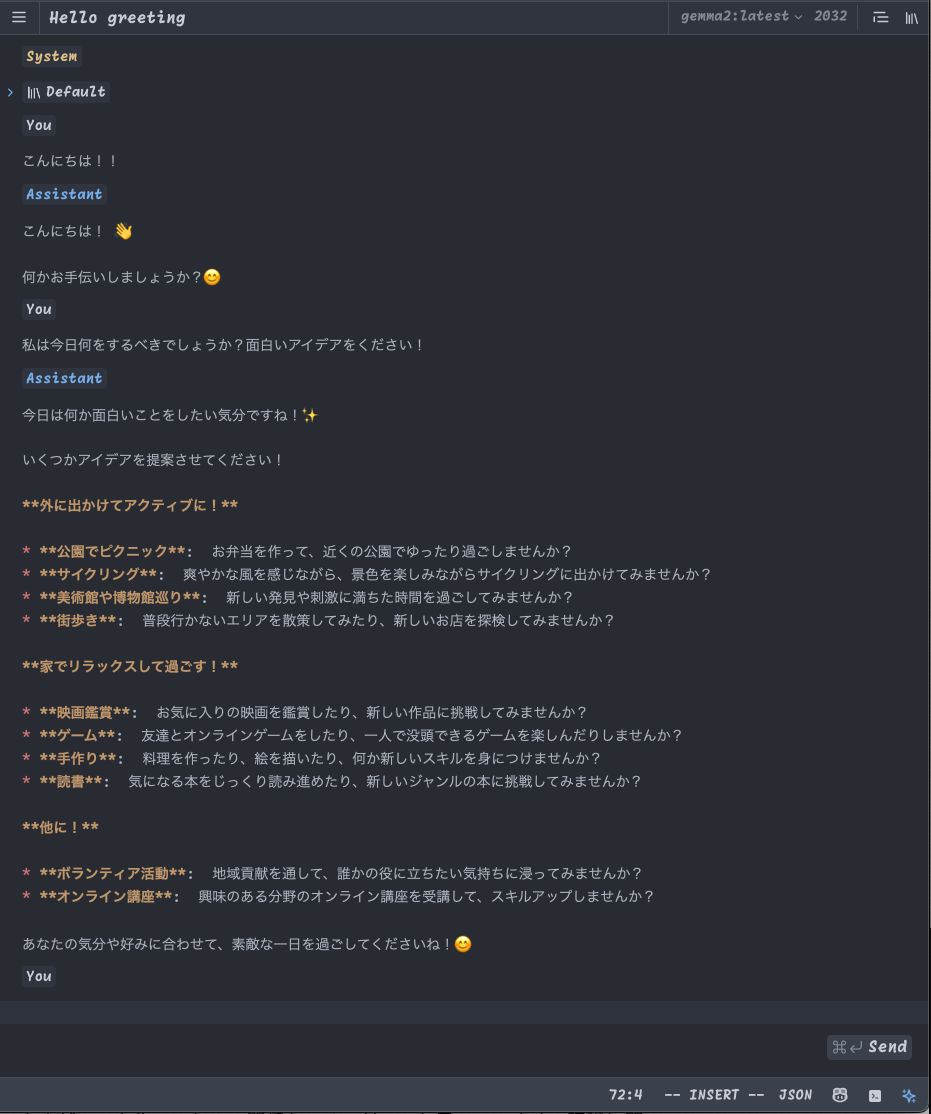 Hello greeting
gemma2:latest 2032
System
Default
You
こんにちは！！
Assistant
こんにちは！ 👋
何かお手伝いしましょうか？😊
You
私は今日何をするべきでしょうか？面白いアイデアをください！
Assistant
今日は何か面白いことをしたい気分ですね！✨
いくつかアイデアを提案させてください！
**外に出かけてアクティブに！**
* **公園でピクニック**:  お弁当を作って、近くの公園でゆったり過ごしませんか？
* **サイクリング**:  爽やかな風を感じながら、景色を楽しみながらサイクリングに出かけてみませんか？
* **美術館や博物館巡り**:  新しい発見や刺激に満ちた時間を過ごしてみませんか？
* **街歩き**:  普段行かないエリアを散策してみたり、新しいお店を探検してみませんか？
**家でリラックスして過ごす！**
* **映画鑑賞**:  お気に入りの映画を鑑賞したり、新しい作品に挑戦してみませんか？
* **ゲーム**:  友達とオンラインゲームをしたり、一人で没頭できるゲームを楽しんだりしませんか？
* **手作り**:  料理を作ったり、絵を描いたり、何か新しいスキルを身につけませんか？
* **読書**:  気になる本をじっくり読み進めたり、新しいジャンルの本に挑戦してみませんか？
**他に！**
* **ボランティア活動**:  地域貢献を通して、誰かの役に立ちたい気持ちに浸ってみませんか？
* **オンライン講座**:  興味のある分野のオンライン講座を受講して、スキルアップしませんか？
あなたの気分や好みに合わせて、素敵な一日を過ごしてくださいね！😊
You
⌘↵ Send
72:4 -- INSERT -- JSON